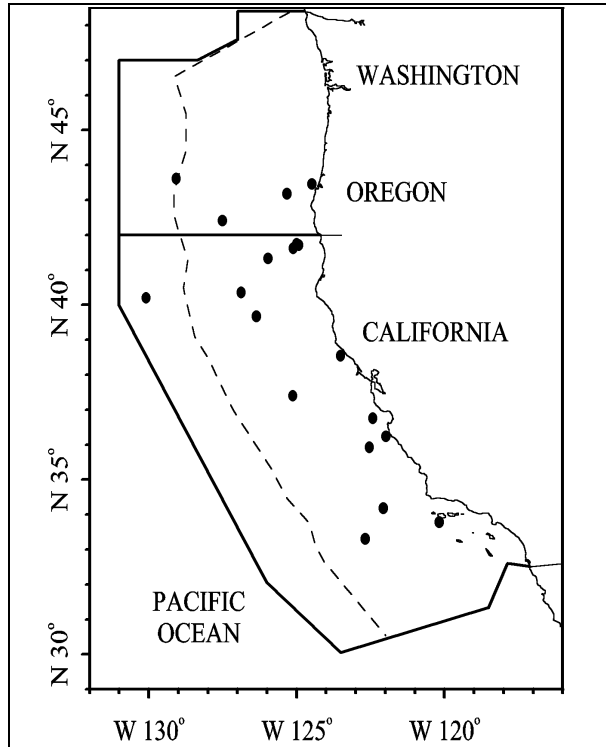 WASHINGTON
N 45°
OREGON
N 40°
CALIFORNIA
N 35°
PACIFIC
OCEAN
N 30°
W 130°
W 125°
W 120°